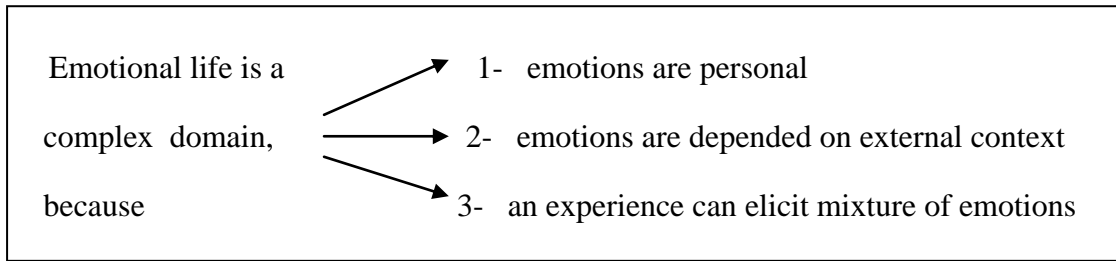 Emotional life is a
complex domain,
because
1- emotions are personal
2- emotions are depended on external context
3- an experience can elicit mixture of emotions